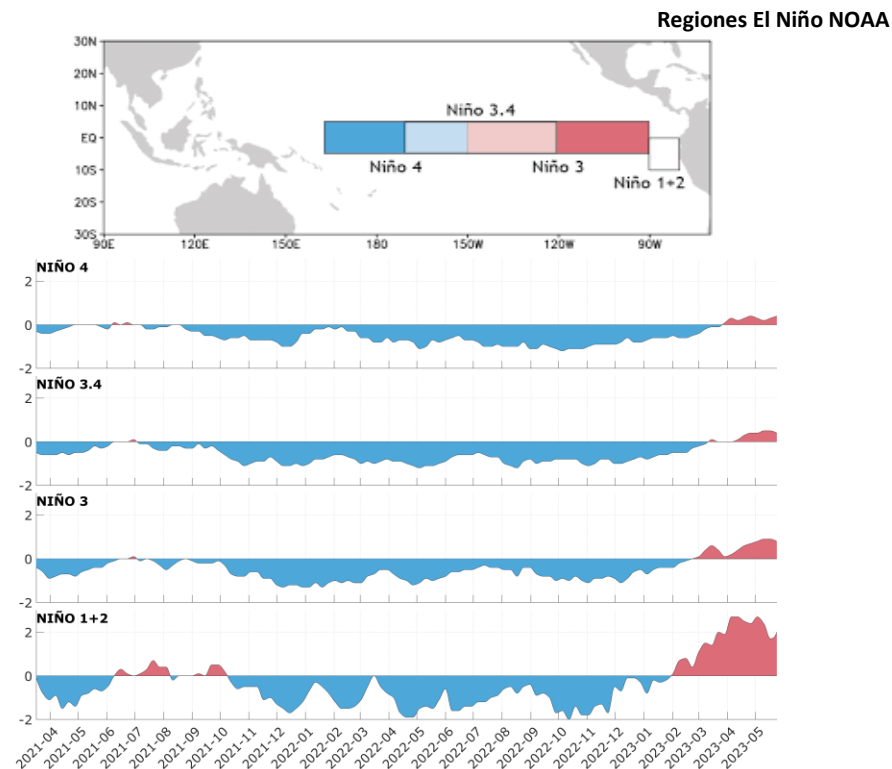 Regiones El Niño NOAA
30N
20N
10N
EQ
10S
20S
30S
Niño 3.4
Niño 4
Niño 3
Niño 1+2
90E 120E 150E 180 150W 120W 90W
NIÑO 4
2
0
-2
NIÑO 3.4
2
0
-2
NIÑO 3
2
0
-2
NIÑO 1+2
2
0
-2
2021-04 2021-05 2021-06 2021-07 2021-08 2021-09 2021-10 2021-11 2021-12 2022-01 2022-02 2022-03 2022-04 2022-05 2022-06 2022-07 2022-08 2022-09 2022-10 2022-11 2022-12 2023-01 2023-02 2023-03 2023-04 2023-05